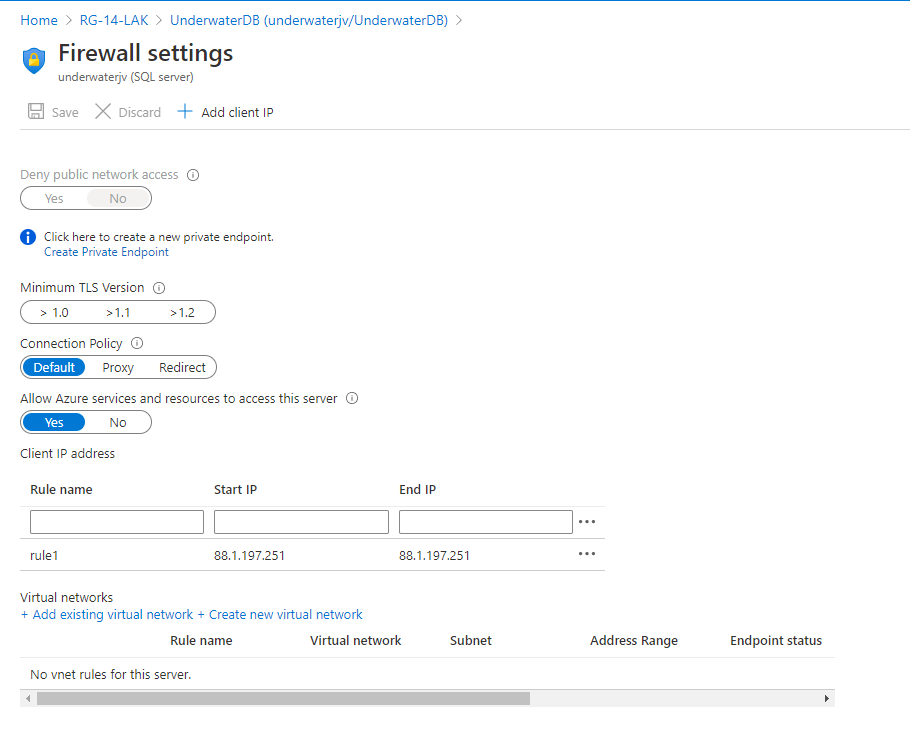 Home > RG-14-LAK > UnderwaterDB (underwaterjv/UnderwaterDB) >
Firewall settings
underwaterjv (SQL server)
Save Discard + Add client IP
Deny public network access
Yes No
Click here to create a new private endpoint.
Create Private Endpoint
Minimum TLS Version
> 1.0 >1.1 >1.2
Connection Policy
Default Proxy Redirect
Allow Azure services and resources to access this server
Yes No
Client IP address
Rule name Start IP End IP
rule1 88.1.197.251 88.1.197.251
Virtual networks
+ Add existing virtual network + Create new virtual network
Rule name Virtual network Subnet Address Range Endpoint status
No vnet rules for this server.